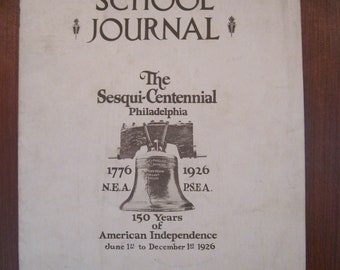 SCHOOL
JOURNAL
The
Sesqui-Centennial
Philadelphia
1776 1926
N.E.A. P.S.E.A.
150 Years
of
American Independence
June 1st to December 1st 1926